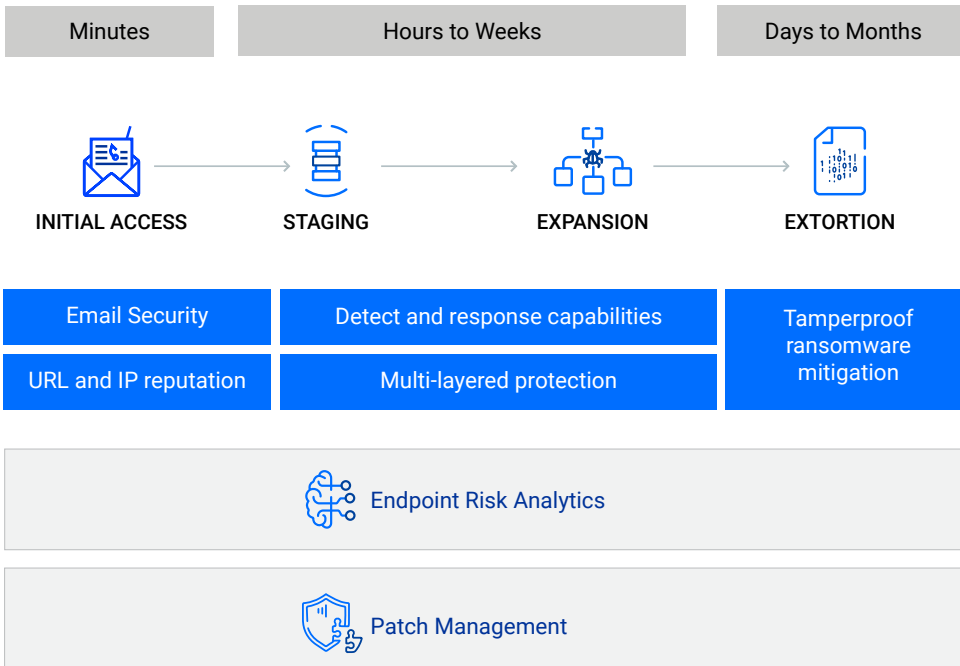 Minutes
Hours to Weeks
Days to Months
INITIAL ACCESS
STAGING
EXPANSION
EXTORTION
Email Security
Detect and response capabilities
Tamperproof
ransomware
mitigation
URL and IP reputation
Multi-layered protection
Endpoint Risk Analytics
Patch Management